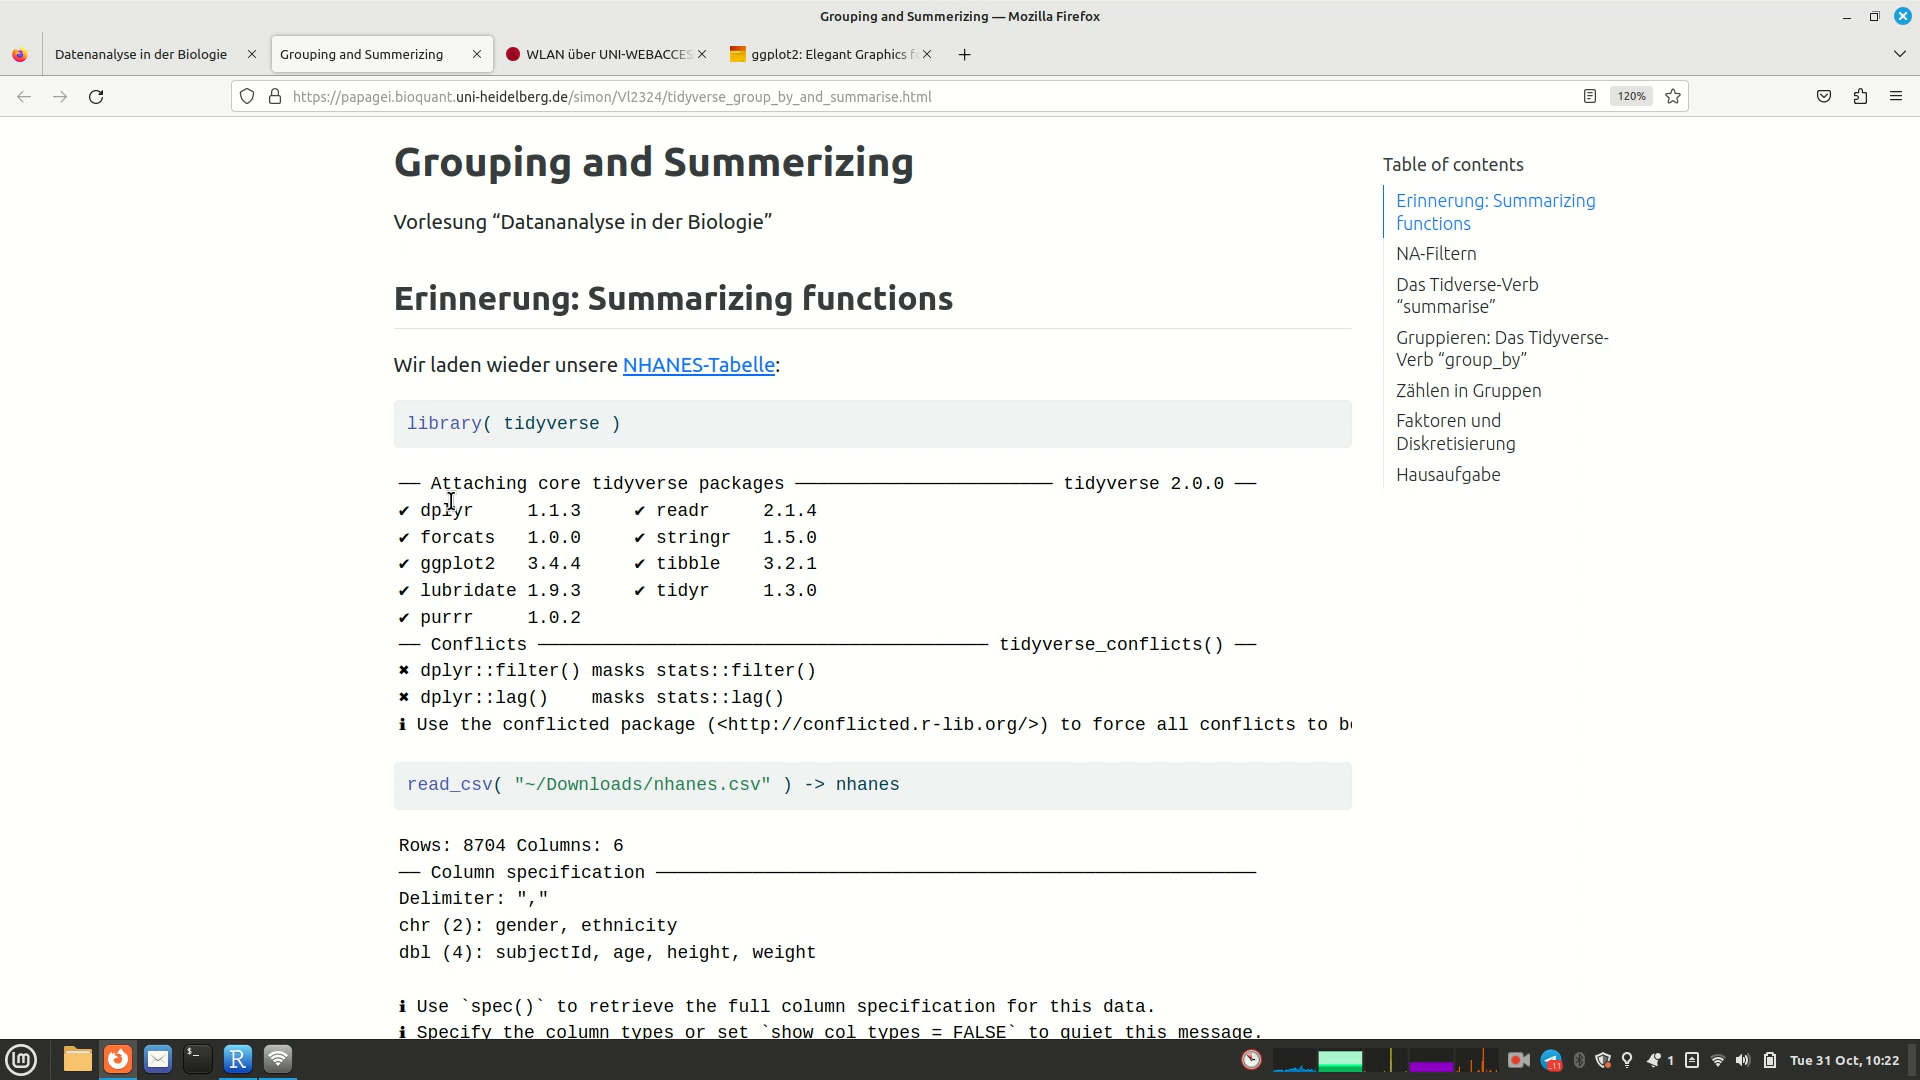 Grouping and Summerizing — Mozilla Firefox
Datenanalyse in der Biologie
Grouping and Summerizing
WLAN über UNI-WEBACCES
ggplot2: Elegant Graphics f
https://papagei.bioquant.uni-heidelberg.de/simon/Vl2324/tidyverse_group_by_and_summarise.html
120%
Grouping and Summerizing
Vorlesung “Datananalyse in der Biologie”
Erinnerung: Summarizing functions
Wir laden wieder unsere NHANES-Tabelle:
library( tidyverse )
── Attaching core tidyverse packages ──────────────────────── tidyverse 2.0.0 ──
✔ dplyr     1.1.3     ✔ readr     2.1.4
✔ forcats   1.0.0     ✔ stringr   1.5.0
✔ ggplot2   3.4.4     ✔ tibble    3.2.1
✔ lubridate 1.9.3     ✔ tidyr     1.3.0
✔ purrr     1.0.2
── Conflicts ────────────────────────────────────────── tidyverse_conflicts() ──
✖ dplyr::filter() masks stats::filter()
✖ dplyr::lag()    masks stats::lag()
ℹ Use the conflicted package (<http://conflicted.r-lib.org/>) to force all conflicts to be
read_csv( "~/Downloads/nhanes.csv" ) -> nhanes
Rows: 8704 Columns: 6
── Column specification ────────────────────────────────────────────────────────
Delimiter: ","
chr (2): gender, ethnicity
dbl (4): subjectId, age, height, weight
ℹ Use `spec()` to retrieve the full column specification for this data.
ℹ Specify the column types or set `show_col_types = FALSE` to quiet this message.
Table of contents
Erinnerung: Summarizing
functions
NA-Filtern
Das Tidverse-Verb
“summarise”
Gruppieren: Das Tidyverse-
Verb “group_by”
Zählen in Gruppen
Faktoren und
Diskretisierung
Hausaufgabe
1
Tue 31 Oct, 10:22